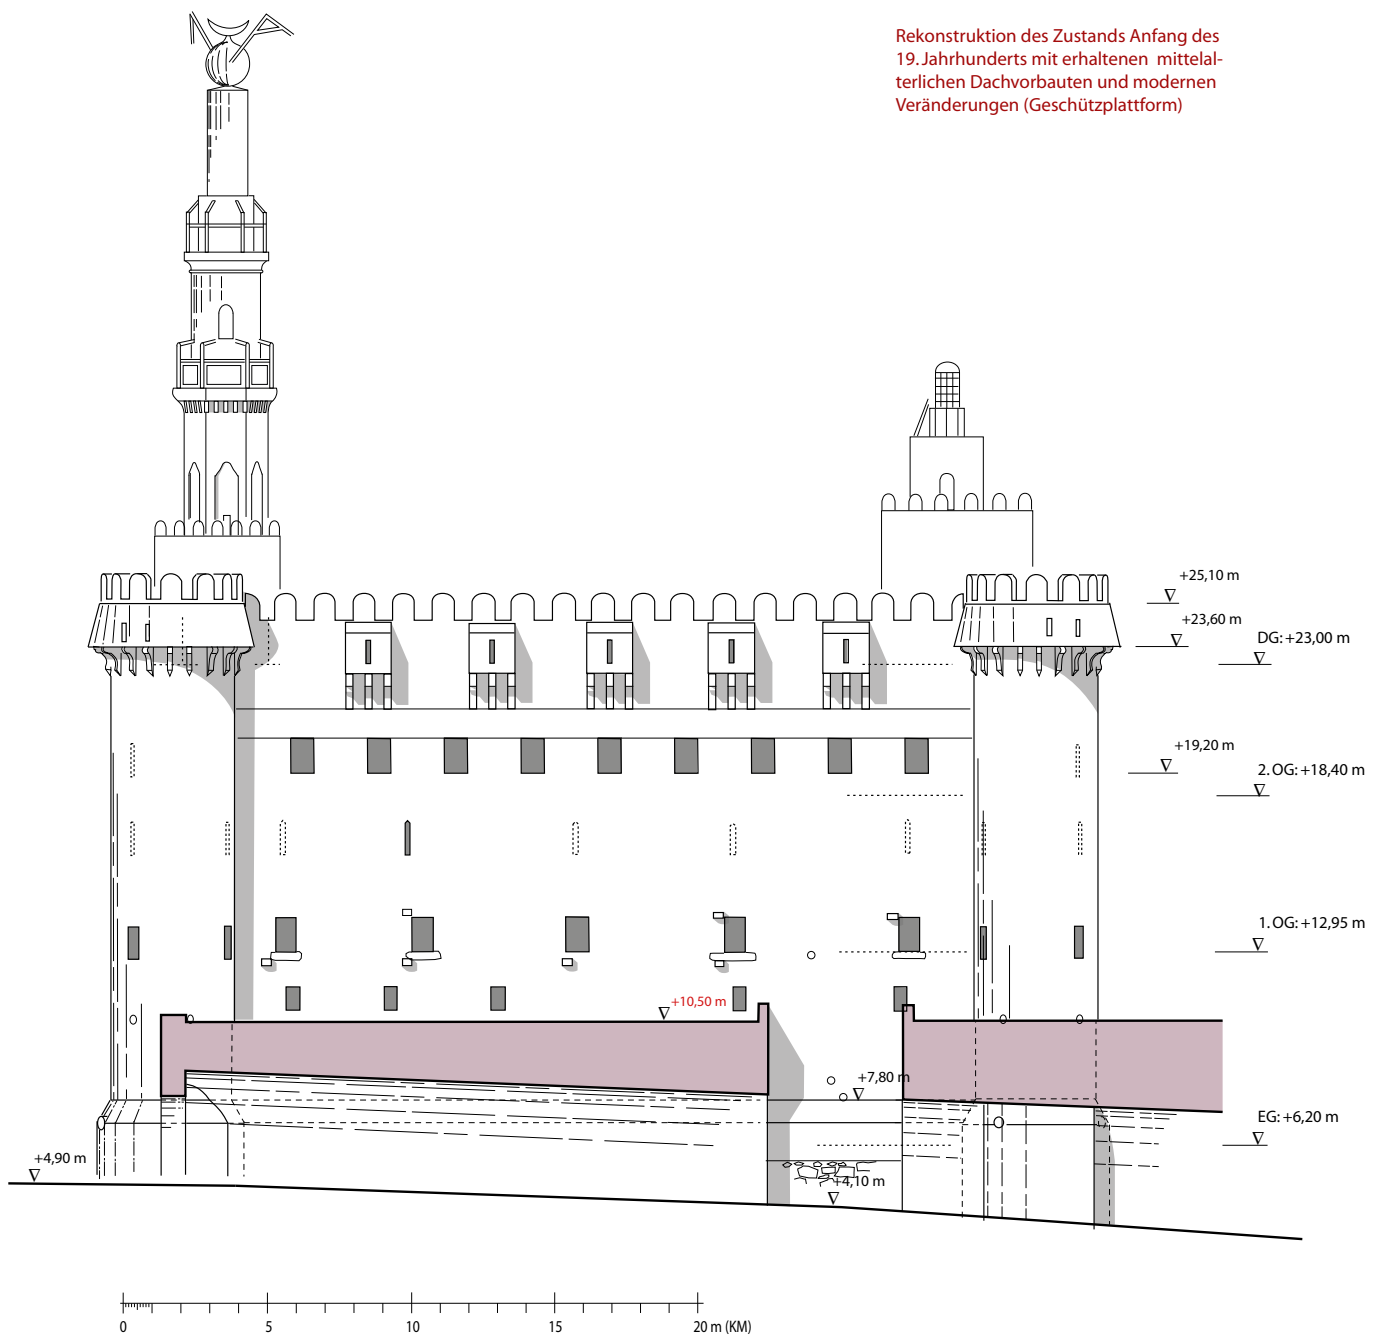 Rekonstruktion des Zustands Anfang des
19. Jahrhunderts mit erhaltenen mittelal-
terlichen Dachvorbauten und modernen
Veränderungen (Geschützplattform)
+25,10 m
+23,60 m
DG: +23,00 m
+19,20 m
2. OG: +18,40 m
1. OG: +12,95 m
+10,50 m
+7,80 m
EG: +6,20 m
+4,90 m
+4,10 m
0 5 10 15 20 m (KM)